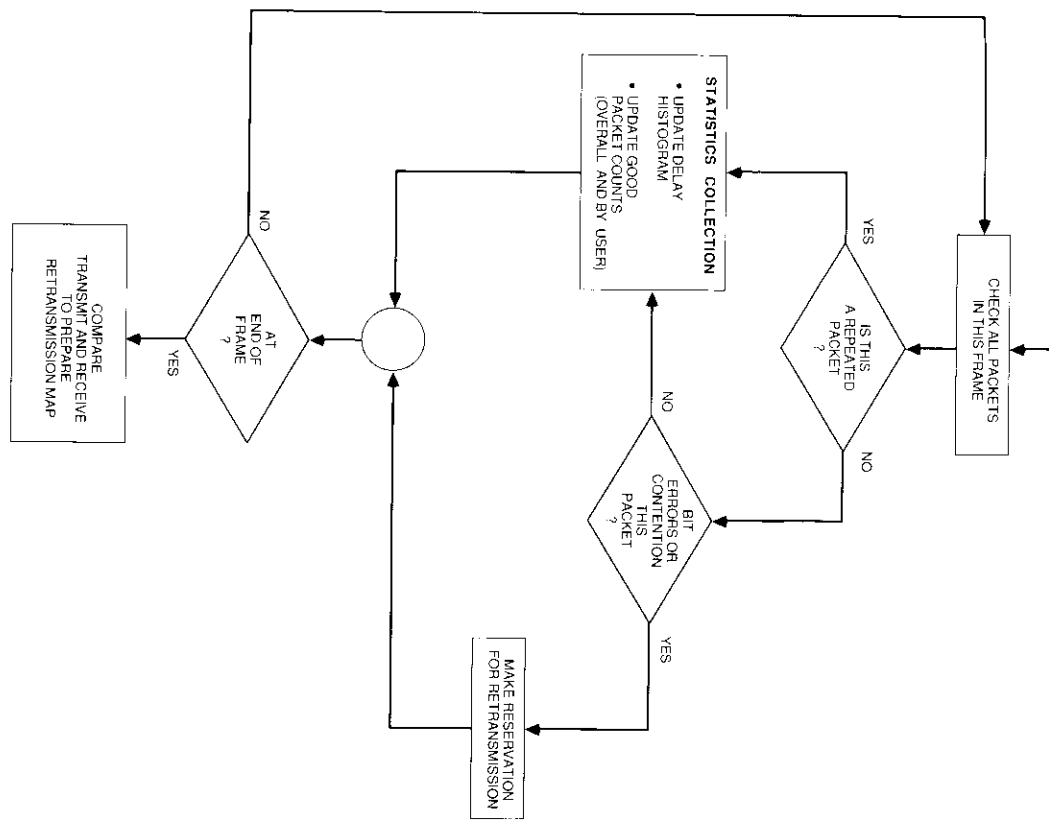 CHECK ALL PACKETS
IN THIS FRAME
IS THIS
A REPEATED
PACKET
?
YES
NO
STATISTICS COLLECTION
• UPDATE DELAY
HISTOGRAM
• UPDATE GOOD
PACKET COUNTS
(OVERALL AND BY USER)
BIT
ERRORS OR
CONTENTION
THIS
PACKET
?
NO
YES
MAKE RESERVATION
FOR RETRANSMISSION
AT
END OF
FRAME
?
NO
YES
COMPARE
TRANSMIT AND RECEIVE
TO PREPARE
RETRANSMISSION MAP